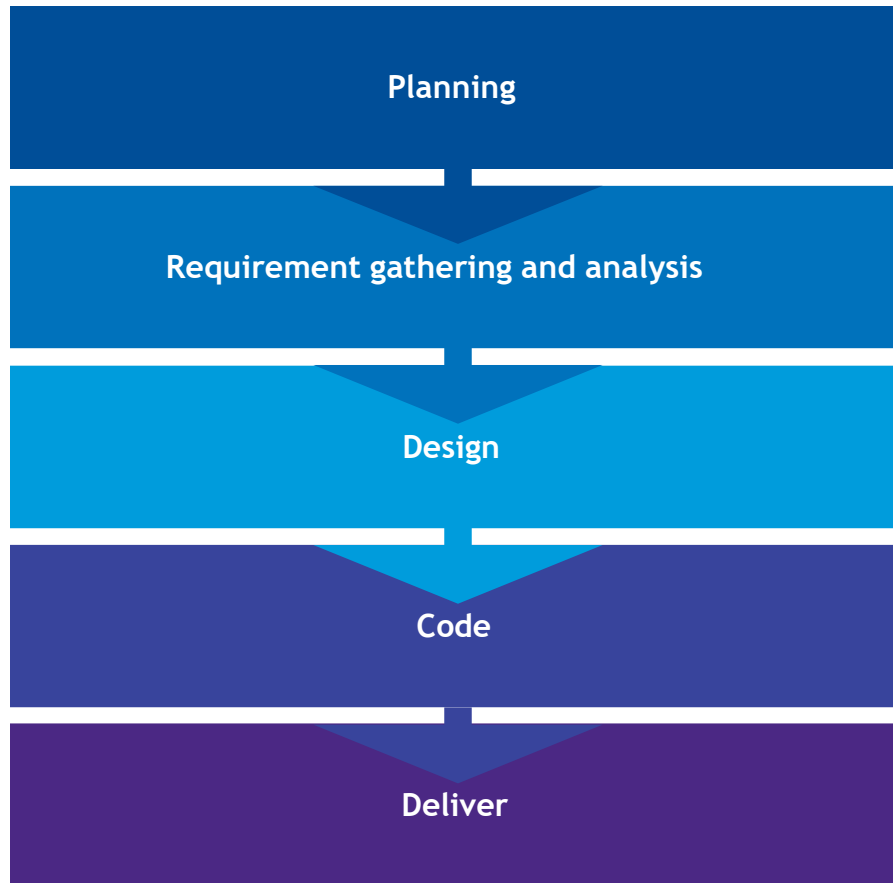 Planning
Requirement gathering and analysis
Design
Code
Deliver